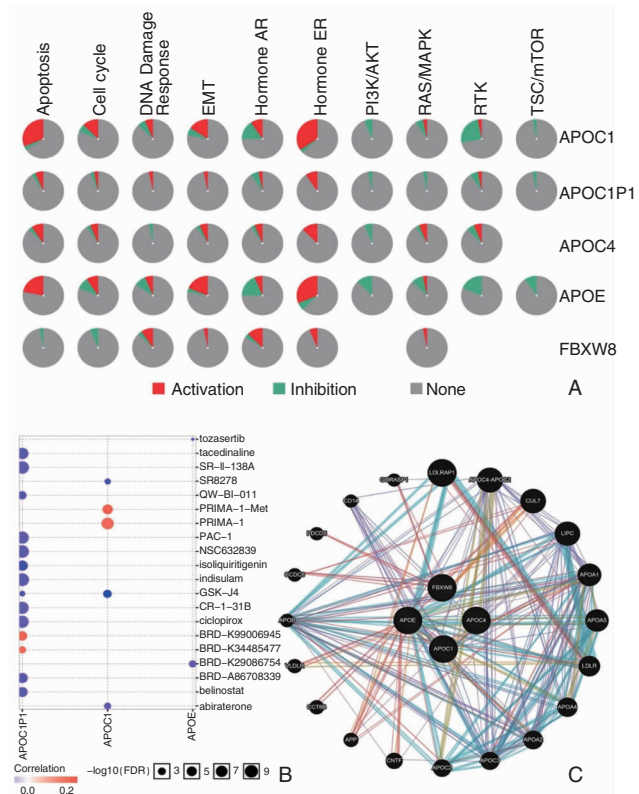 Apoptosis
Cell cycle
DNA Damage
Response
EMT
Hormone AR
Hormone ER
PI3K/AKT
RAS/MAPK
RTK
TSC/mTOR
APOC1
APOC1P1
APOC4
APOE
FBXW8
Activation
Inhibition
None
A
tozasertib
tacedinaline
SR-II-138A
SR8278
QW-BI-011
PRIMA-1-Met
PRIMA-1
PAC-1
NSC632839
isoliquiritigenin
indisulam
GSK-J4
CR-1-31B
ciclopirox
BRD-K99006945
BRD-K34485477
BRD-K29086754
BRD-A86708339
belinostat
abiraterone
APOC1P1
APOC1
APOE
Correlation
0.0 0.2
-log10(FDR) 3 5 7 9
B
LDLRAP1
APOC4-APOC2
CUL7
LIPC
APOA1
APOA5
LDLR
APOA4
APOA2
APOC3
APOC2
CNTF
APP
VLDLR
CD14
FBXW8
APOE
APOC4
APOC1
C